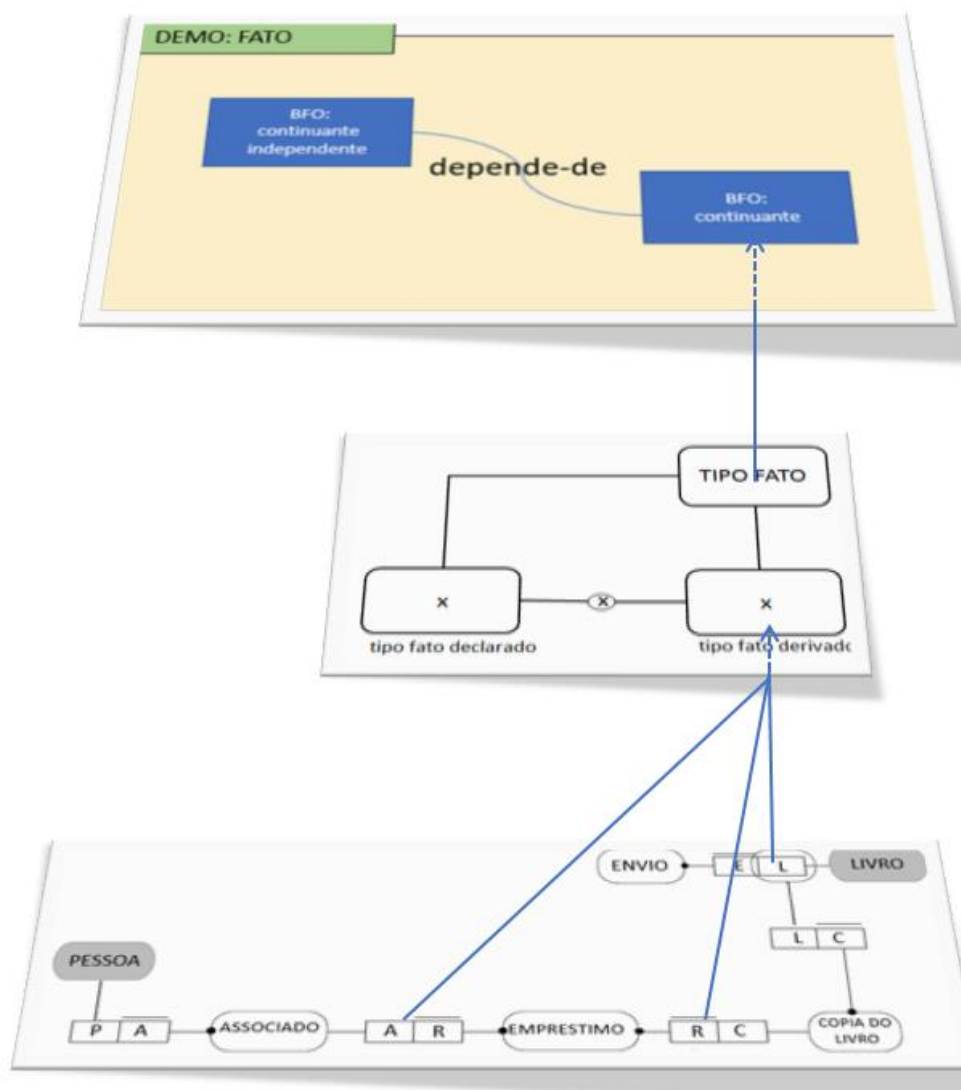 DEMO: FATO
BFO:
continuante
independente
depende-de
BFO:
continuante
TIPO FATO
X
X
X
tipo fato declarado
tipo fato derivado
ENVIO
E L
LIVRO
L C
PESSOA
P A
ASSOCIADO
A R
EMPRESTIMO
R C
COPIA DO
LIVRO